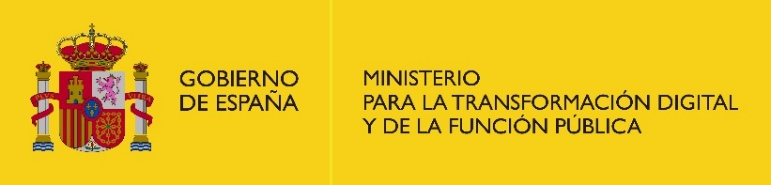 GOBIERNO
DE ESPAÑA
MINISTERIO
PARA LA TRANSFORMACIÓN DIGITAL
Y DE LA FUNCIÓN PÚBLICA